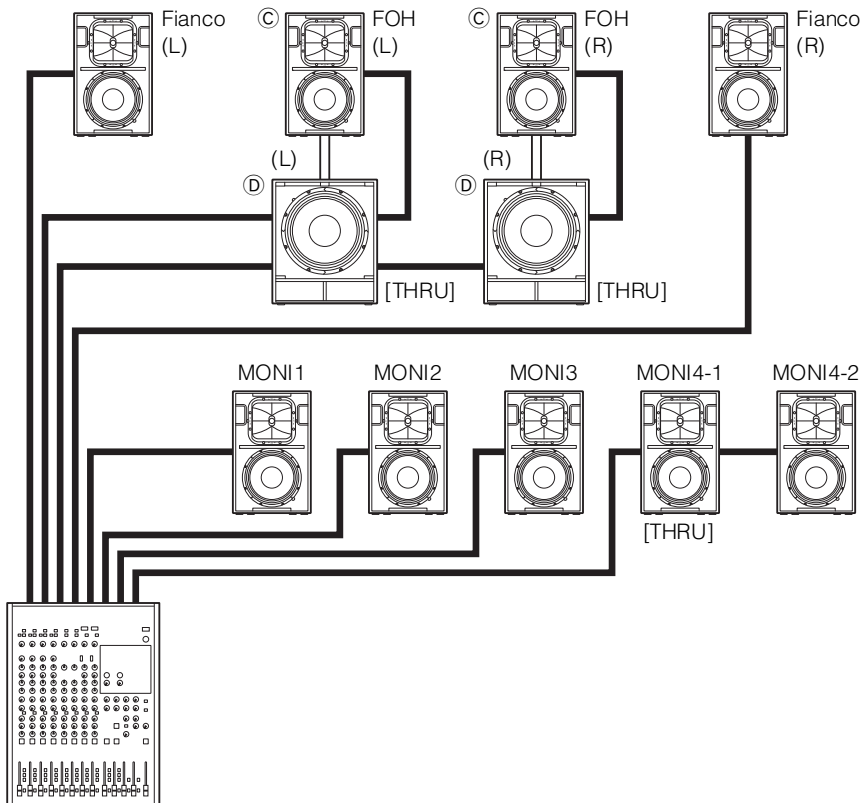 Fianco
(L)
Ⓒ FOH
(L)
Ⓒ FOH
(R)
Fianco
(R)
(L)
Ⓓ
(R)
Ⓓ
[THRU]
[THRU]
MONI1
MONI2
MONI3
MONI4-1
MONI4-2
[THRU]